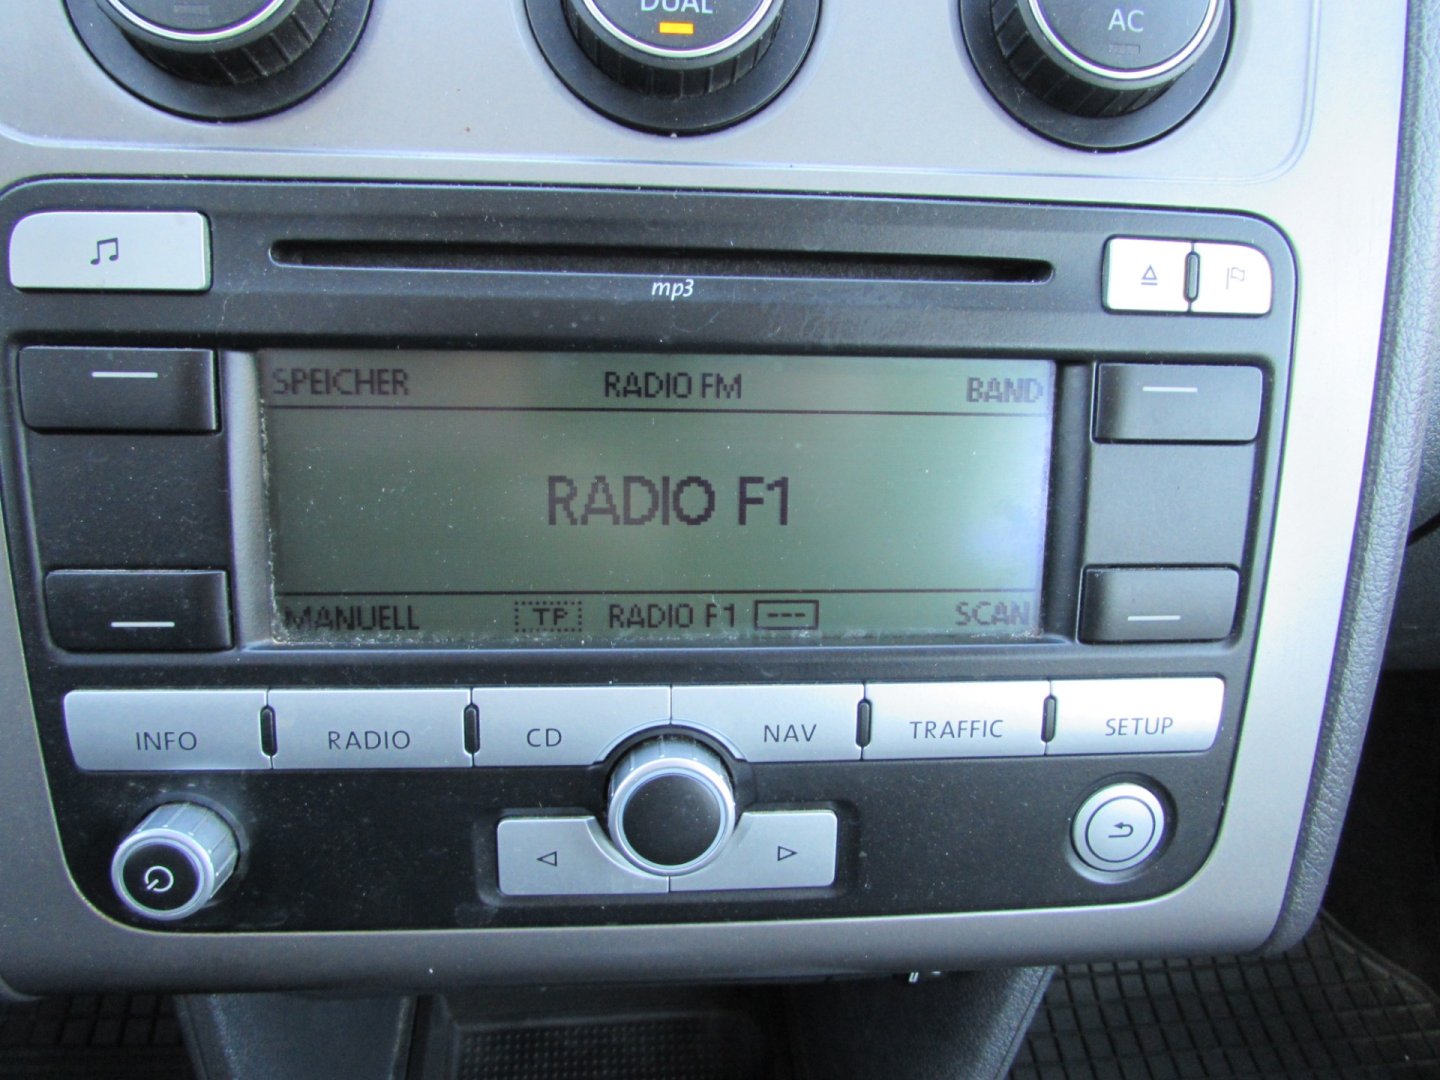 DUAL
AC
mp3
SPEICHER RADIO FM BAND
RADIO F1
MANUELL TP RADIO F1 --- SCAN
INFO RADIO CD NAV TRAFFIC SETUP